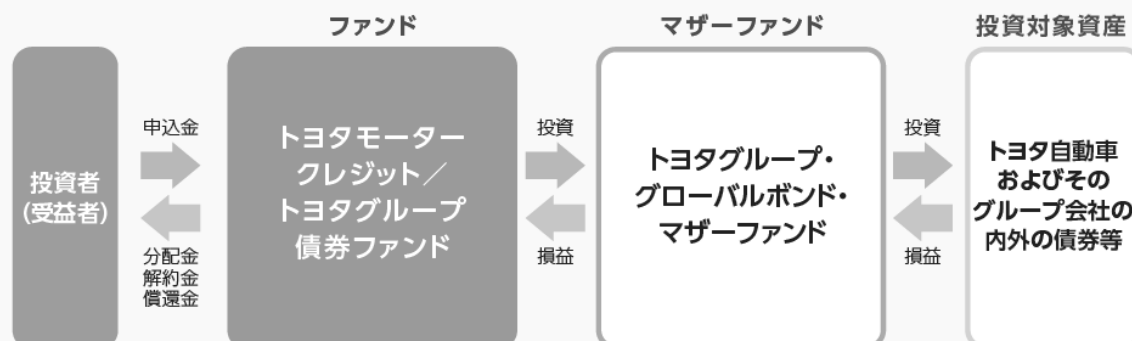 ファンド
マザーファンド
投資対象資産
投資者
(受益者)
申込金
分配金
解約金
償還金
トヨタモーター
クレジット／
トヨタグループ
債券ファンド
投資
損益
トヨタグループ・
グローバルボンド・
マザーファンド
投資
損益
トヨタ自動車
およびその
グループ会社の
内外の債券等